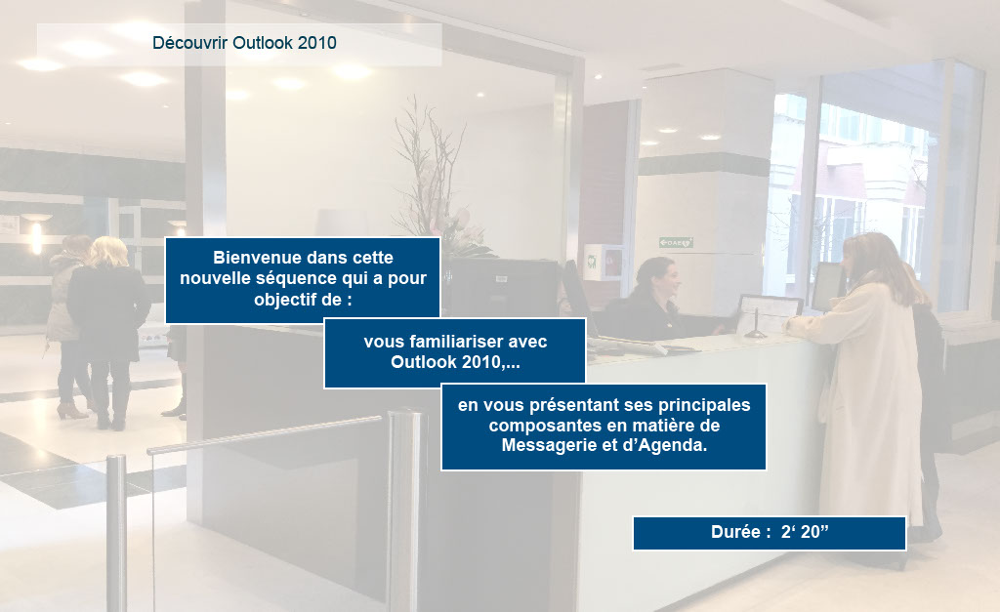 Découvrir Outlook 2010
Bienvenue dans cette
nouvelle séquence qui a pour
objectif de :
vous familiariser avec
Outlook 2010,...
en vous présentant ses principales
composantes en matière de
Messagerie et d’Agenda.
Durée :  2‘ 20”